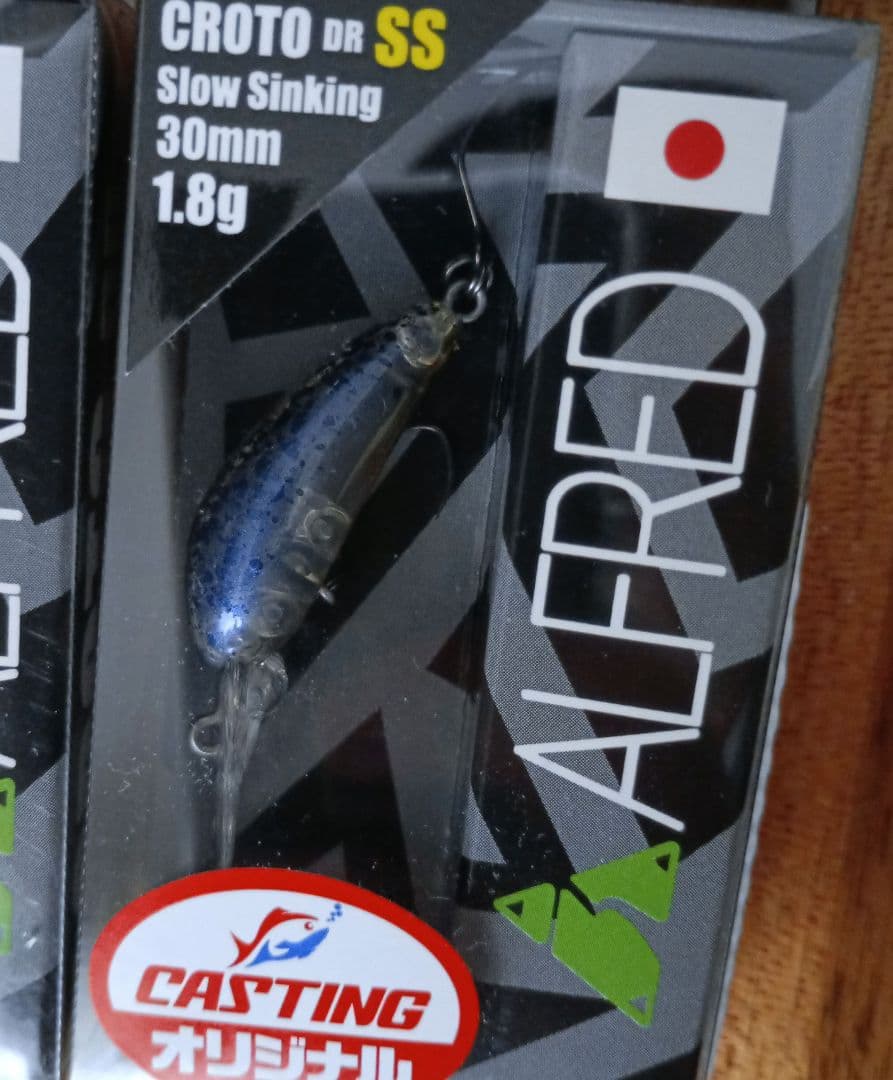 CROTO DR SS
Slow Sinking
30mm
1.8g
ALFRED
CASTING
オリジナル